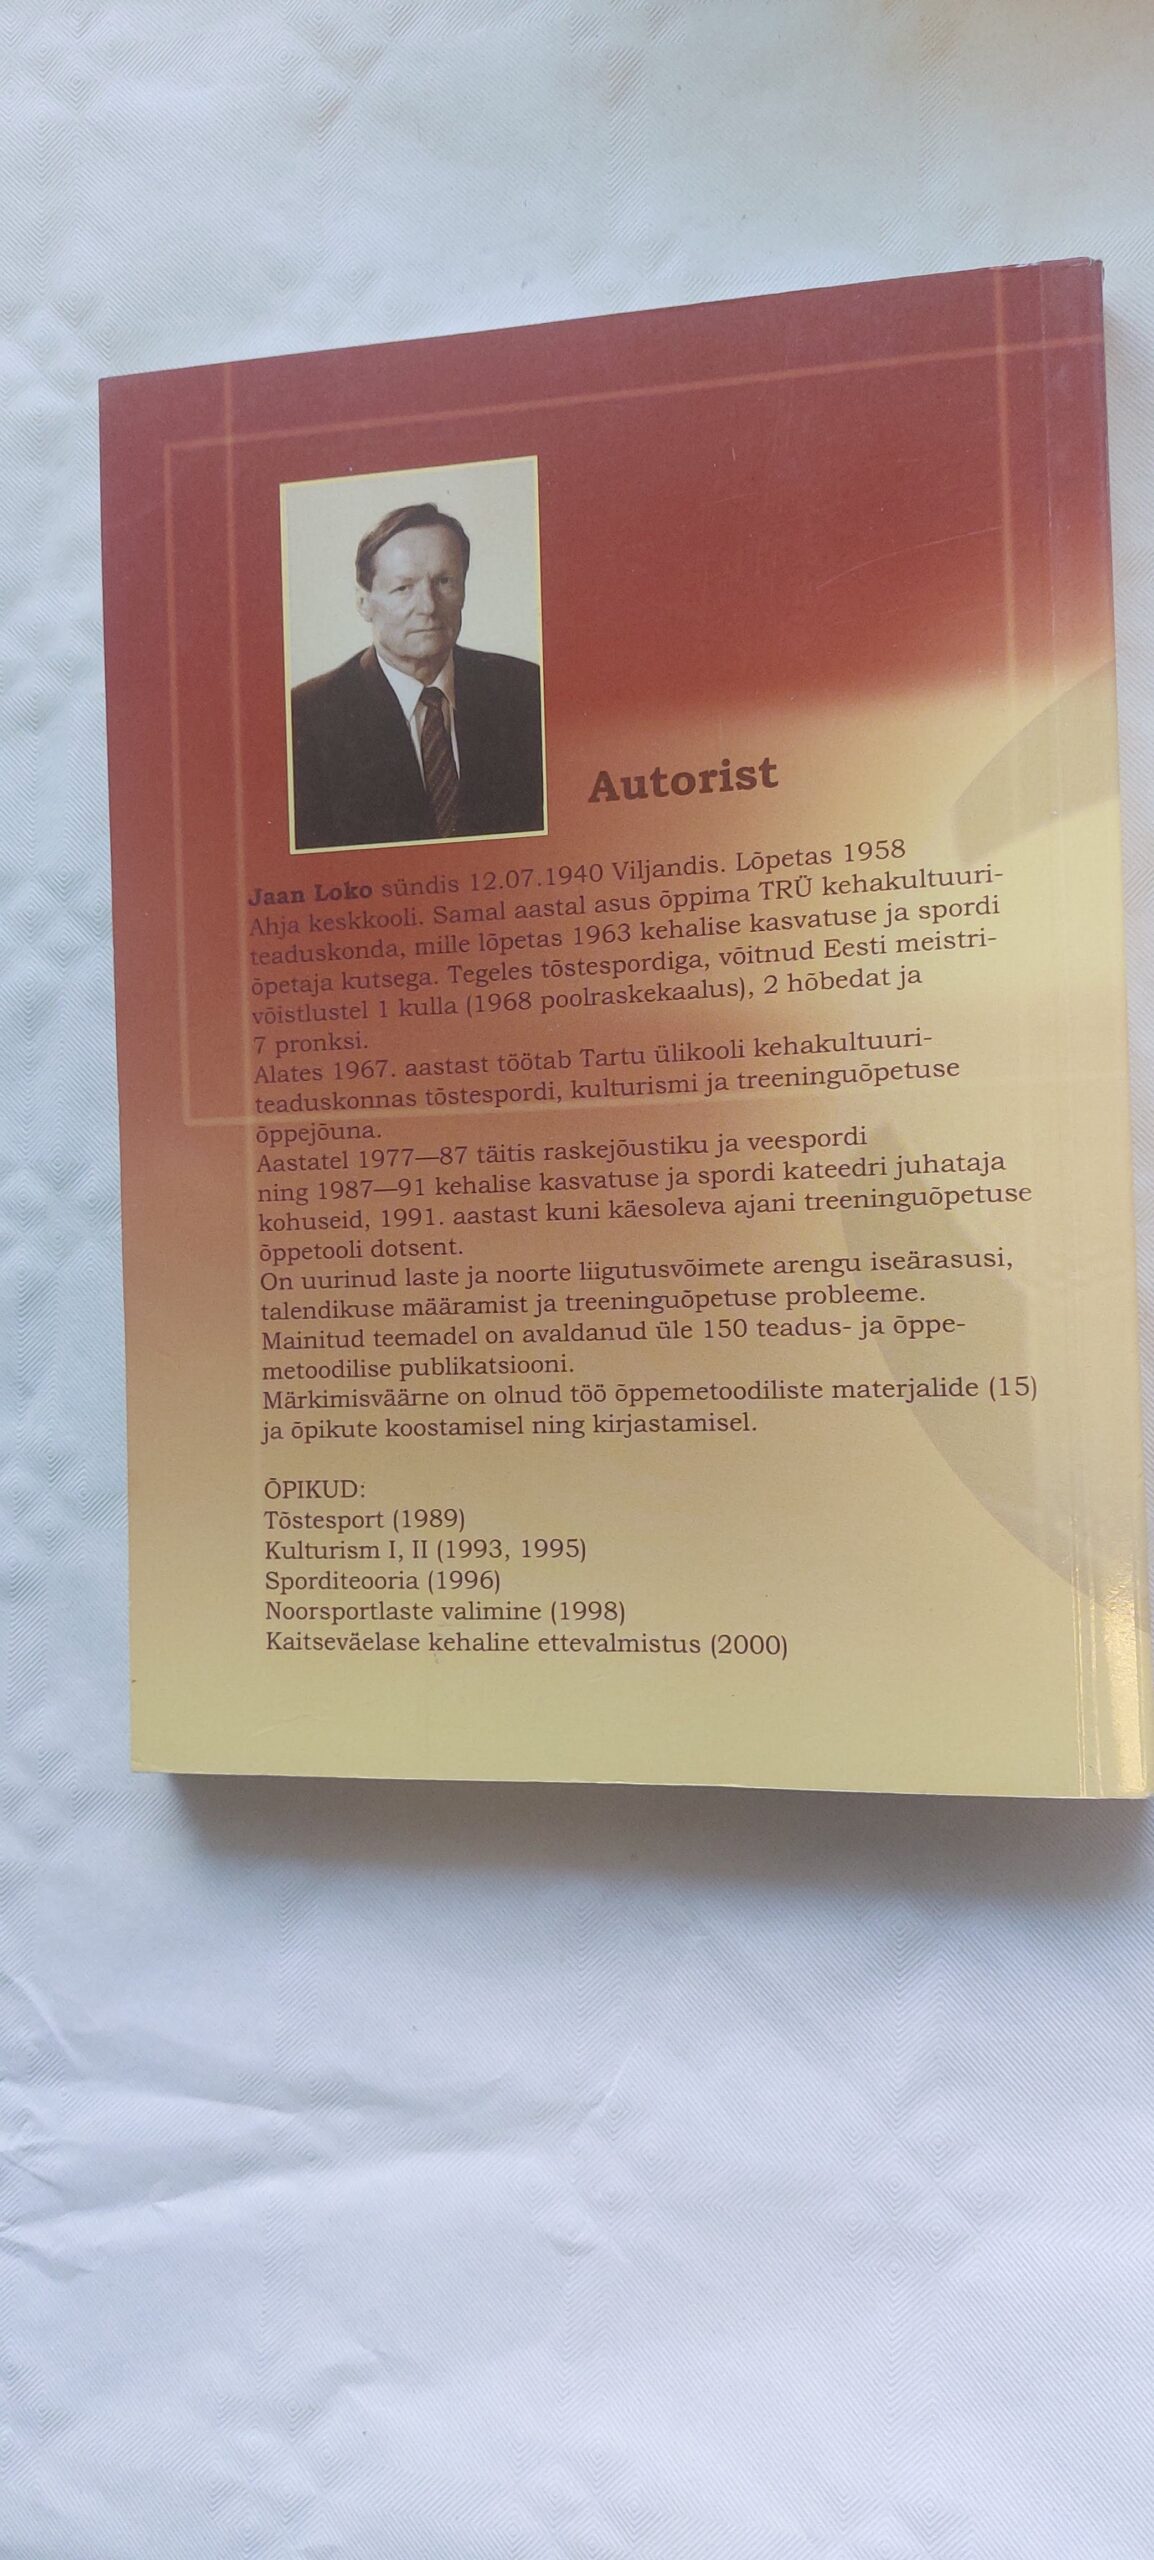 Autorist
Jaan Loko sündis 12.07.1940 Viljandis. Lõpetas 1958
Ahja keskkooli. Samal aastal asus õppima TRÜ kehakultuuri-
teaduskonda, mille lõpetas 1963 kehalise kasvatuse ja spordi
õpetaja kutsega. Tegeles tõstespordiga, võitnud Eesti meistri-
võistlustel 1 kulla (1968 poolraskekaalus), 2 hõbedat ja
7 pronksi.
Alates 1967. aastast töötab Tartu ülikooli kehakultuuri-
teaduskonnas tõstespordi, kulturismi ja treeninguõpetuse
õppejõuna.
Aastatel 1977—87 täitis raskejõustiku ja veespordi
ning 1987—91 kehalise kasvatuse ja spordi kateedri juhataja
kohuseid, 1991. aastast kuni käesoleva ajani treeninguõpetuse
õppetooli dotsent.
On uurinud laste ja noorte liigutusvõimete arengu iseärasusi,
talendikuse määramist ja treeninguõpetuse probleeme.
Mainitud teemadel on avaldanud üle 150 teadus- ja õppe-
metoodilise publikatsiooni.
Märkimisväärne on olnud töö õppemetoodiliste materjalide (15)
ja õpikute koostamisel ning kirjastamisel.
ÕPIKUD:
Tõstesport (1989)
Kulturism I, II (1993, 1995)
Sporditeooria (1996)
Noorsportlaste valimine (1998)
Kaitseväelase kehaline ettevalmistus (2000)